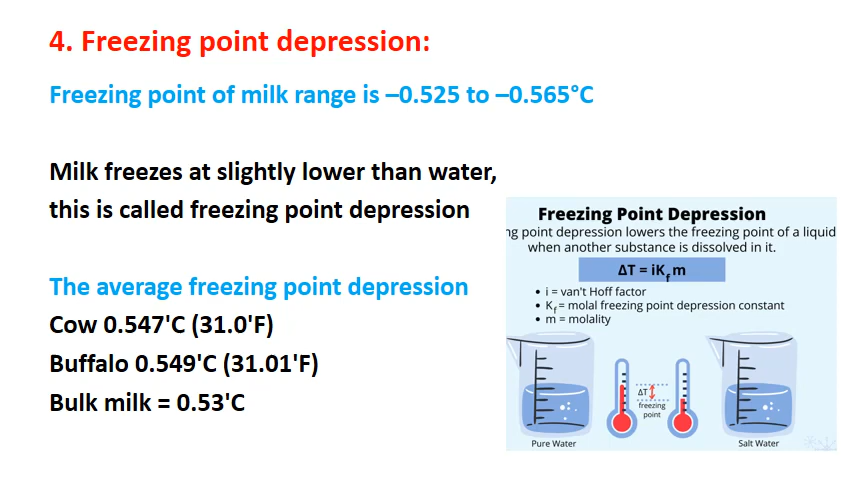 4. Freezing point depression:
Freezing point of milk range is –0.525 to –0.565°C
Milk freezes at slightly lower than water,
this is called freezing point depression
The average freezing point depression
Cow 0.547'C (31.0'F)
Buffalo 0.549'C (31.01'F)
Bulk milk = 0.53'C
Freezing Point Depression
ng point depression lowers the freezing point of a liquid
when another substance is dissolved in it.
ΔT = iKfm
• i = van't Hoff factor
• Kf = molal freezing point depression constant
• m = molality
ΔT
freezing
point
Pure Water
Salt Water